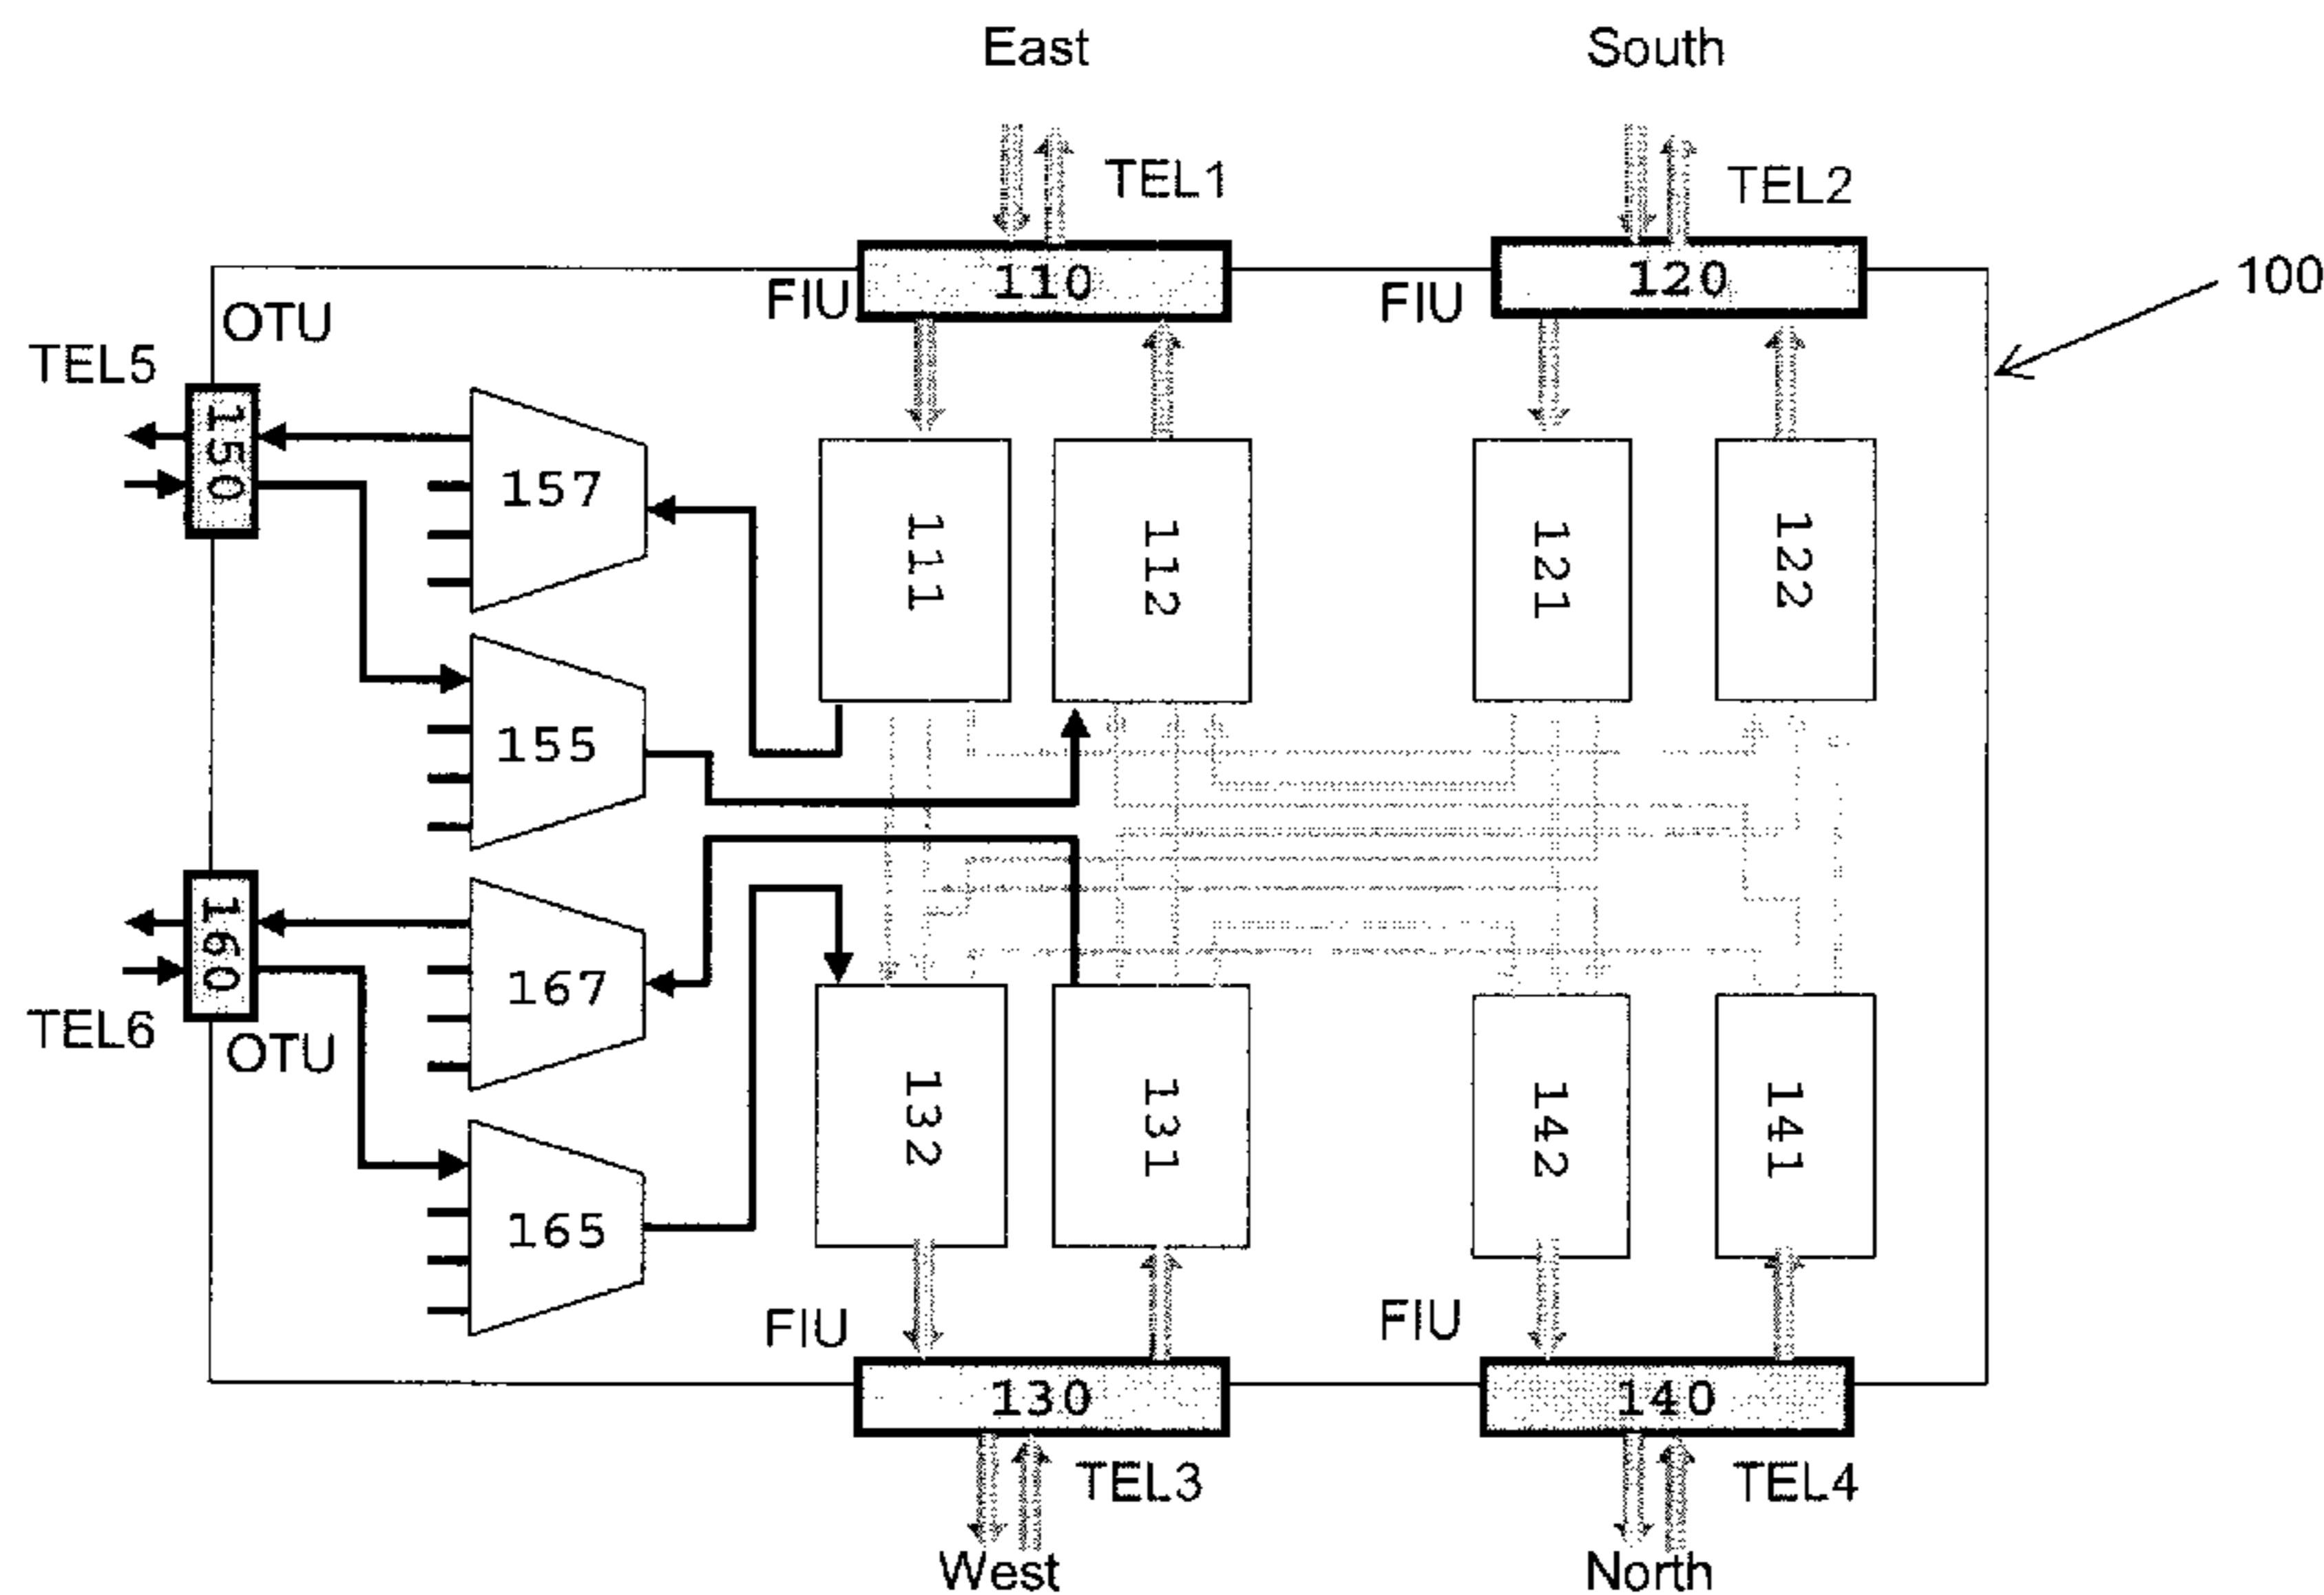 East
South
TEL1
TEL2
110
120
100
FIU
FIU
OTU
TEL5
150
157
111
112
121
122
155
160
167
TEL6
OTU
132
131
142
141
165
FIU
FIU
130
140
TEL3
TEL4
West
North